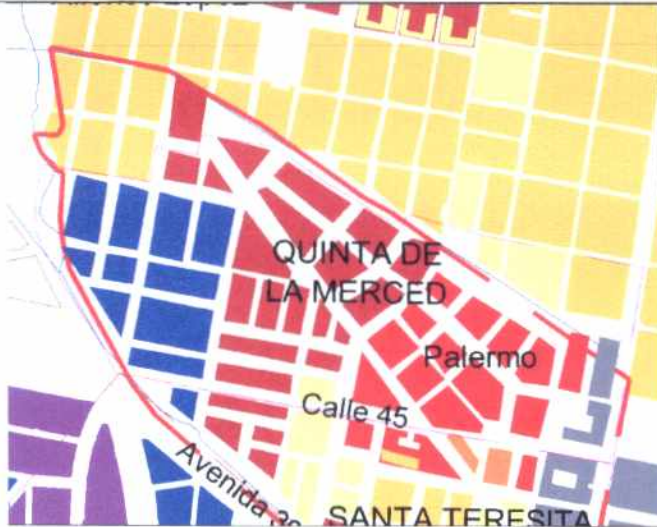 QUINTA DE
LA MERCED
Palermo
Calle 45
Avenida
SANTA TERESITA